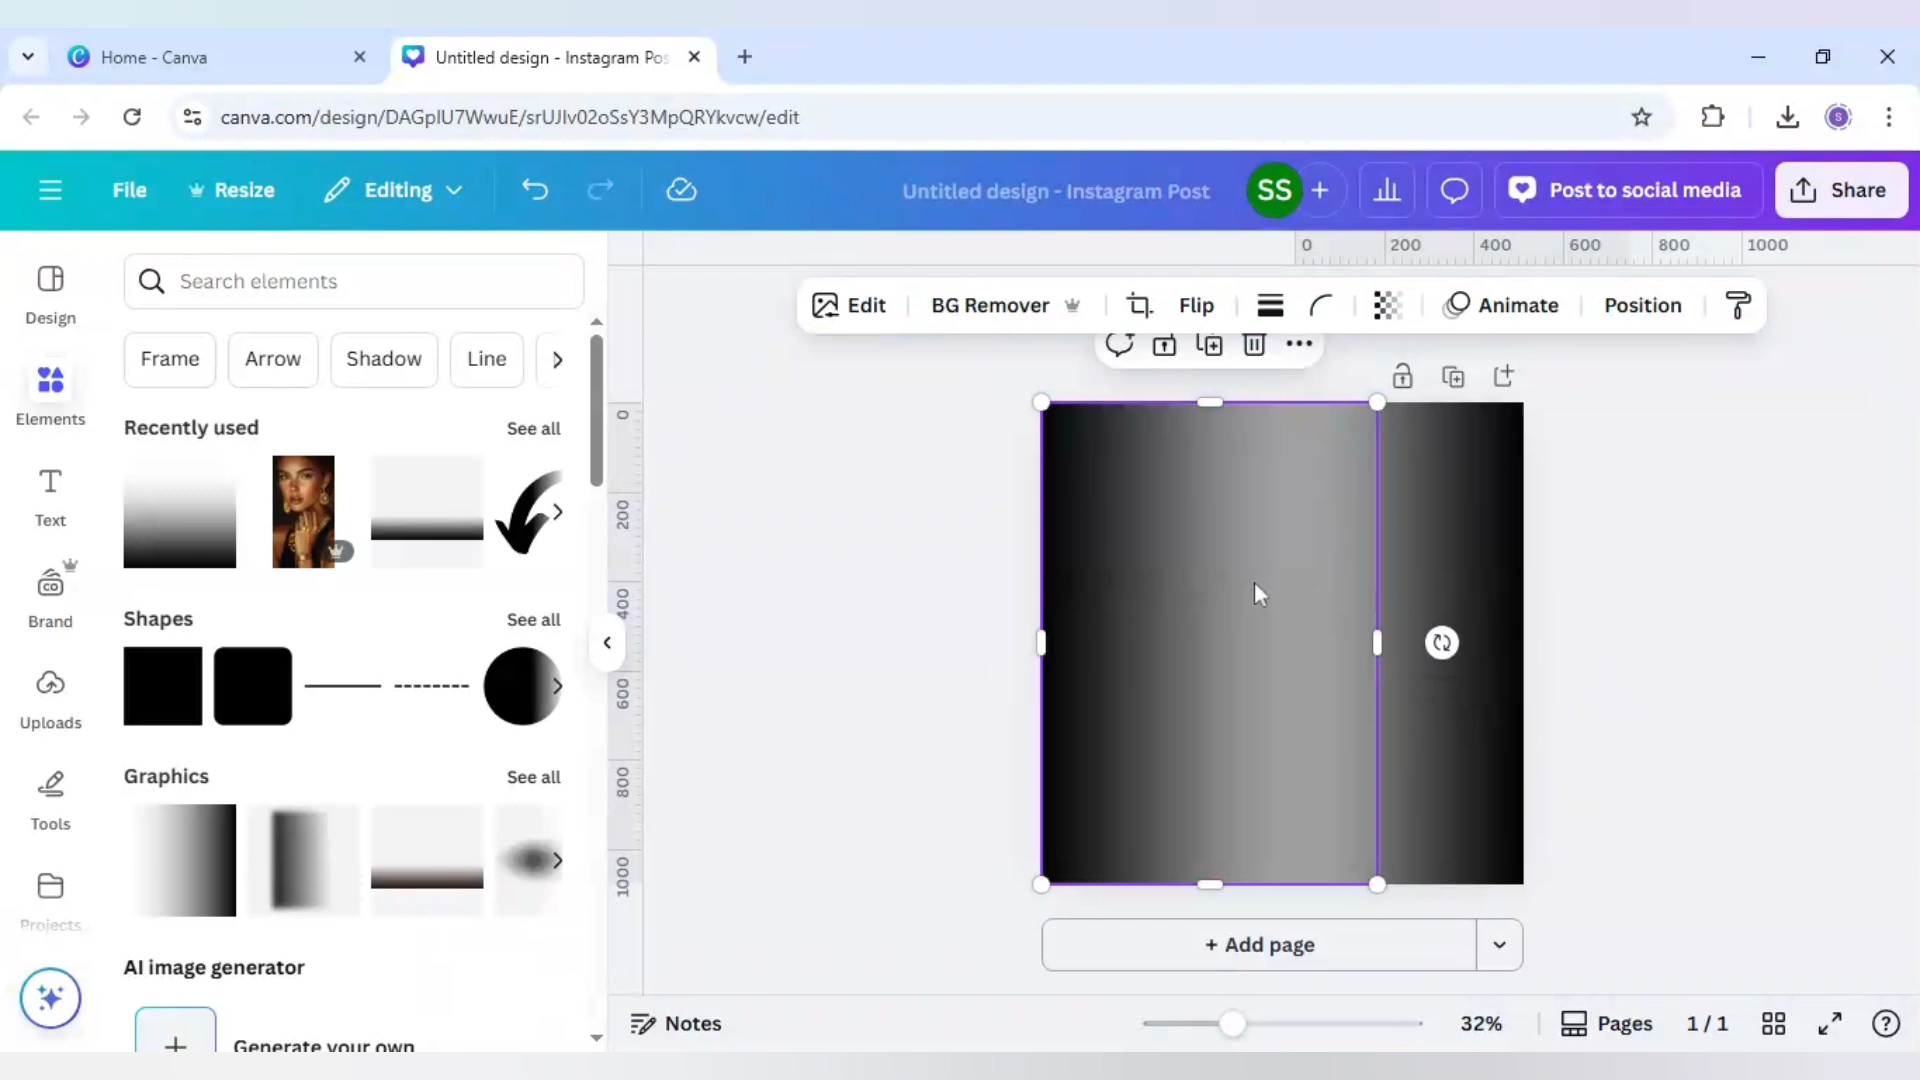 Home - Canva
Untitled design - Instagram Pos
canva.com/design/DAGplU7WwuE/srUJlv02oSsY3MpQRYkvcw/edit
File
Resize
Editing
Untitled design - Instagram Post
SS
Post to social media
Share
0 200 400 600 800 1000
Design
Elements
Text
Brand
CO
Uploads
Tools
Projects
Search elements
Frame
Arrow
Shadow
Line
Recently used
See all
Shapes
See all
Graphics
See all
AI image generator
Generate your own
Edit
BG Remover
Flip
Animate
Position
0
200
400
600
800
1000
+ Add page
Notes
32%
Pages
1 / 1